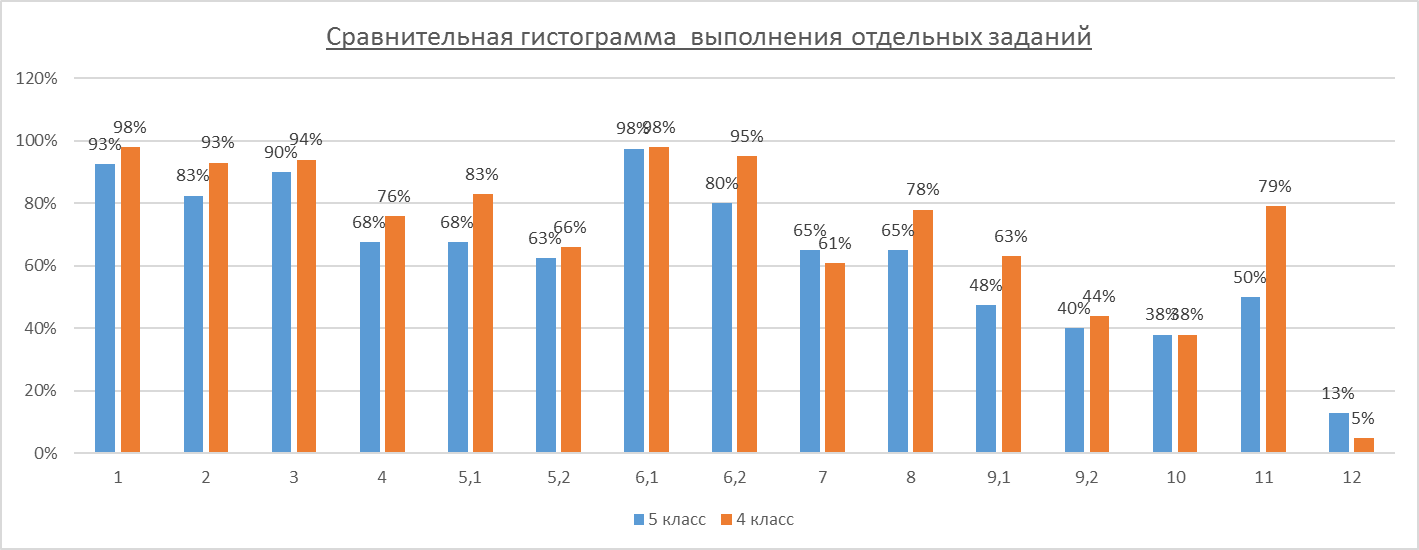 Сравнительная гистограмма  выполнения отдельных заданий
120%
100%
80%
60%
40%
20%
0%
93% 98% 83% 93% 90% 94% 68% 76% 68% 83% 63% 66% 98% 98% 80% 95% 65% 61% 65% 78% 48% 63% 40% 44% 38% 38% 50% 79% 13% 5%
1 2 3 4 5,1 5,2 6,1 6,2 7 8 9,1 9,2 10 11 12
5 класс 4 класс